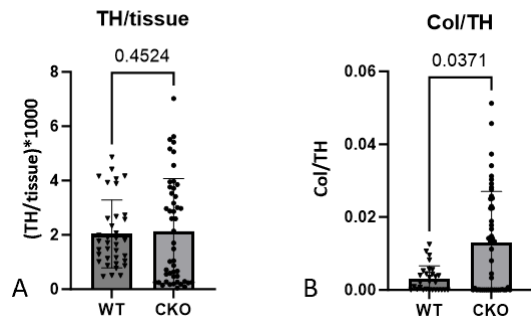 TH/tissue
0.4524
(TH/tissue)*1000
8
6
4
2
0
WT
CKO
A
Col/TH
0.0371
Col/TH
0.06
0.04
0.02
0.00
WT
CKO
B